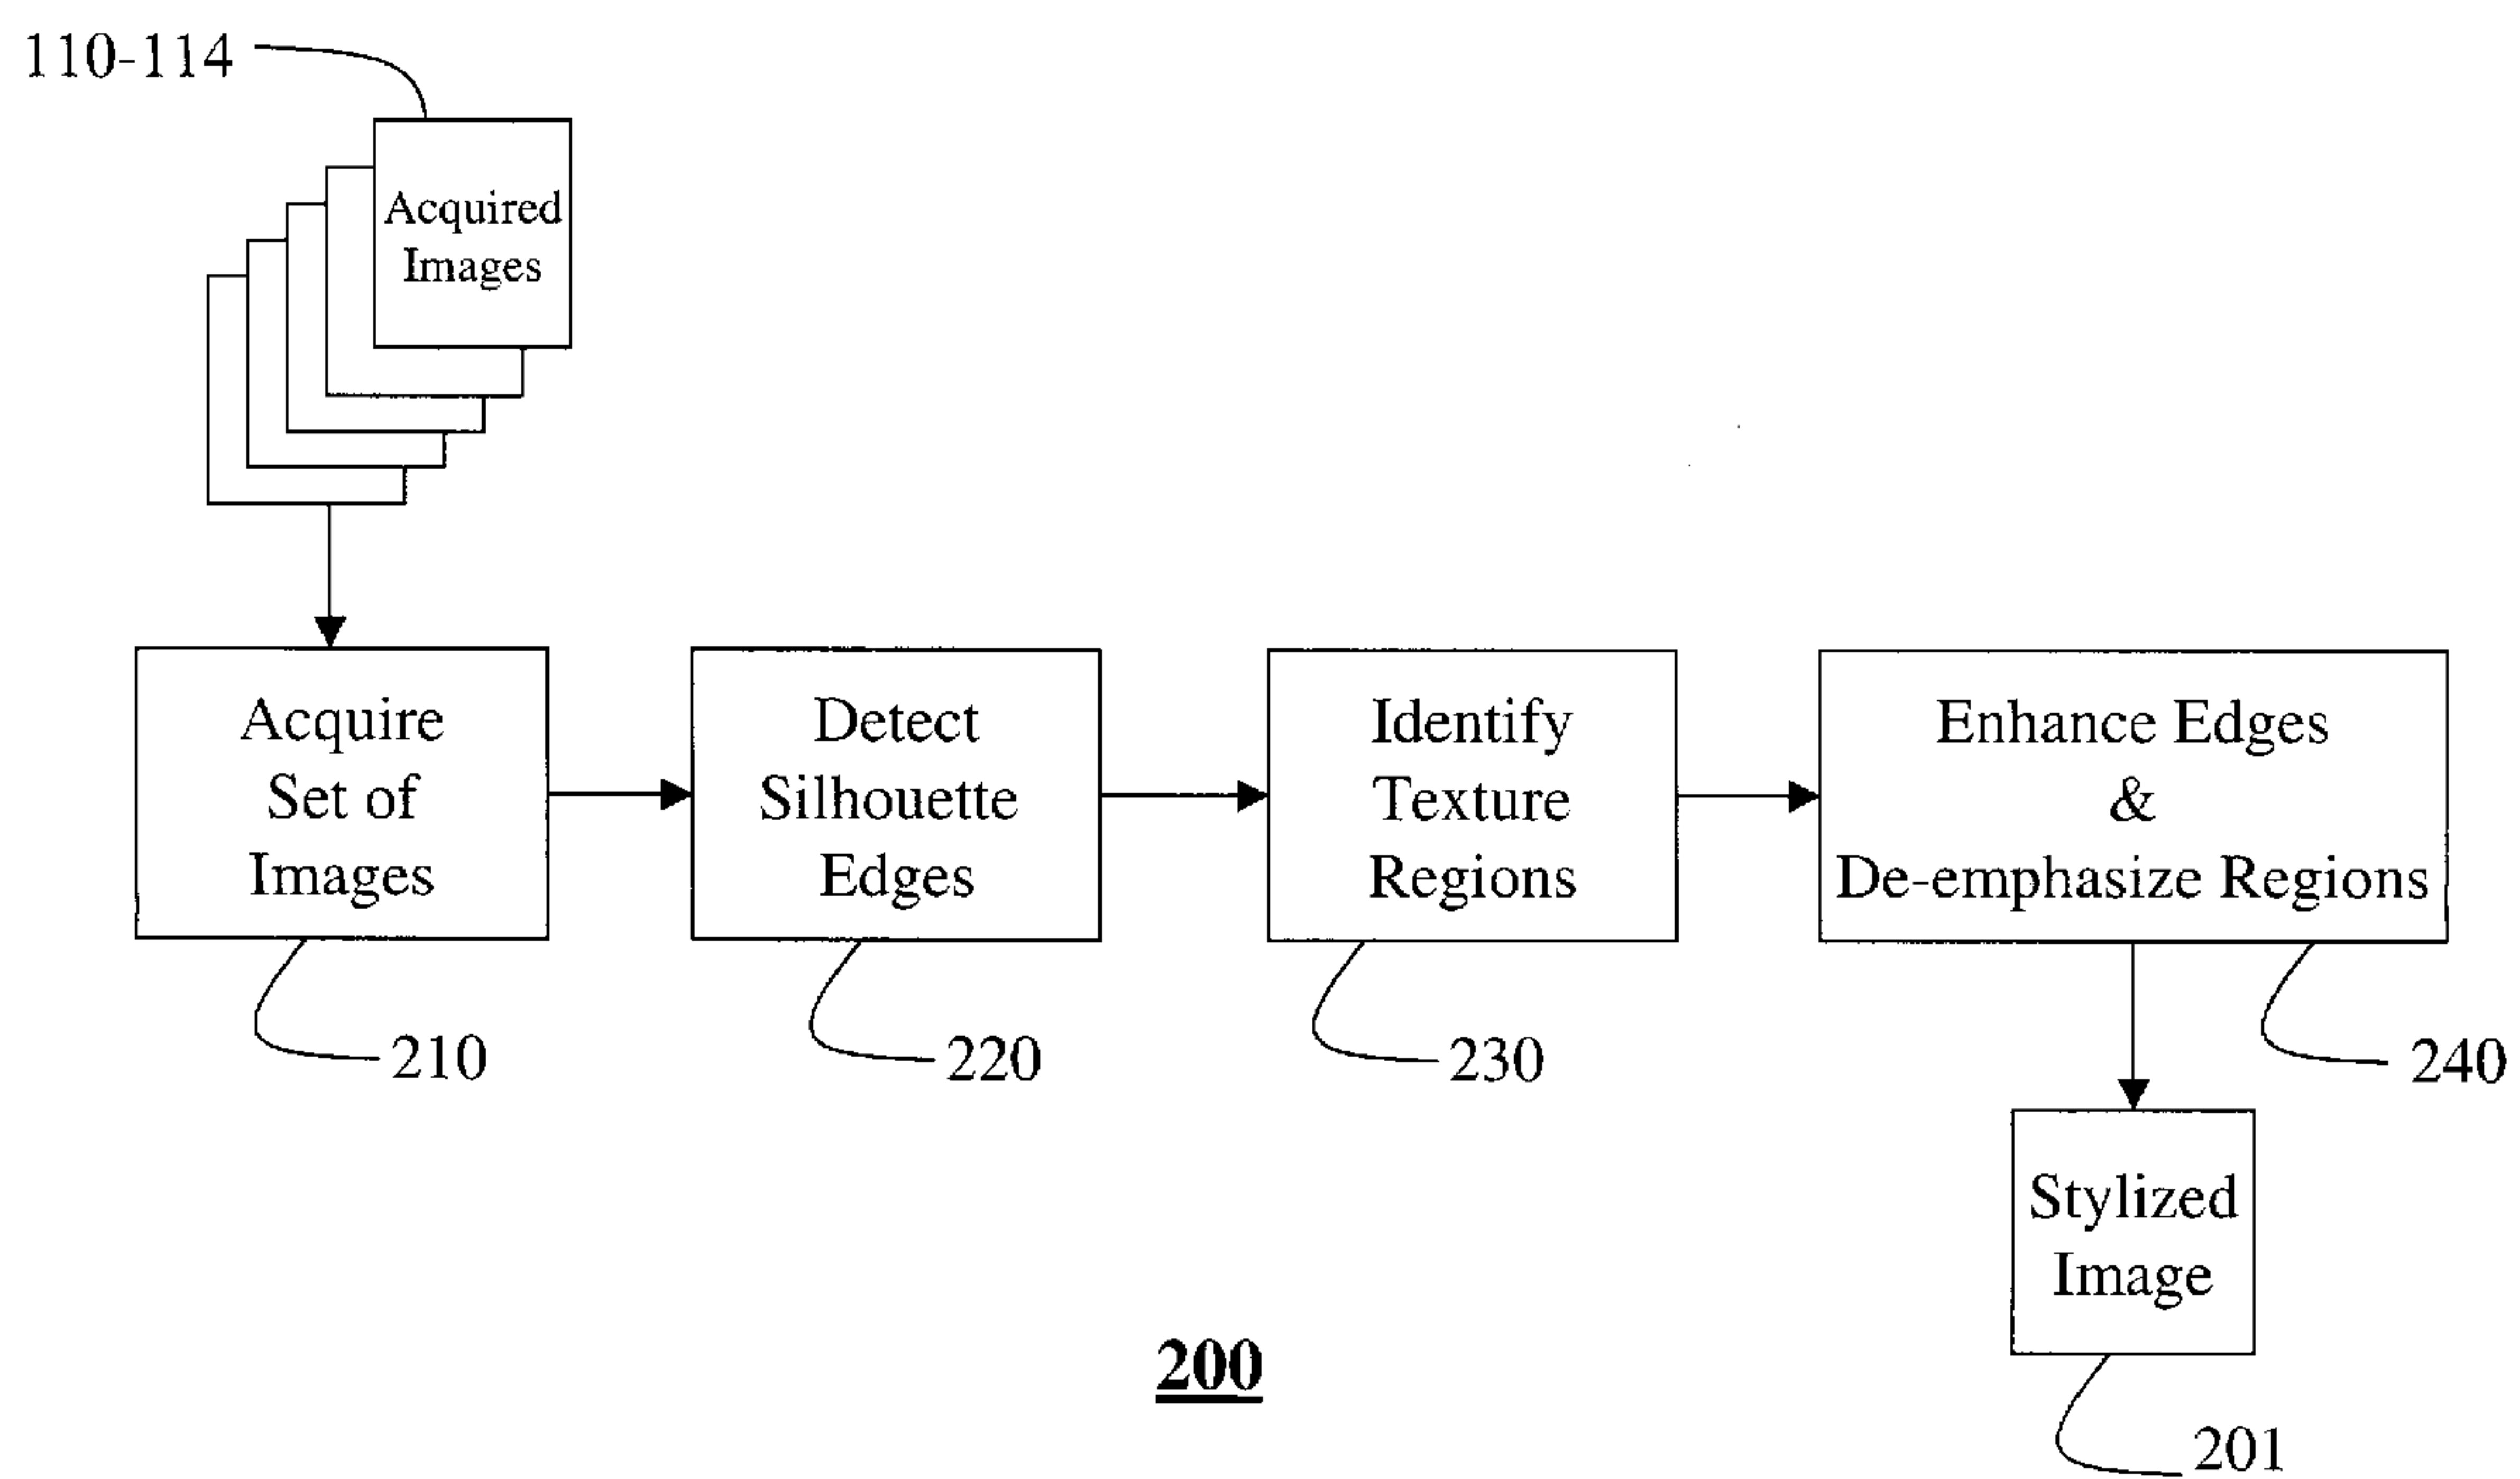 110-114
Acquired
Images
Acquire
Set of
Images
Detect
Silhouette
Edges
Identify
Texture
Regions
Enhance Edges
&
De-emphasize Regions
210
220
230
240
Stylized
Image
200
201